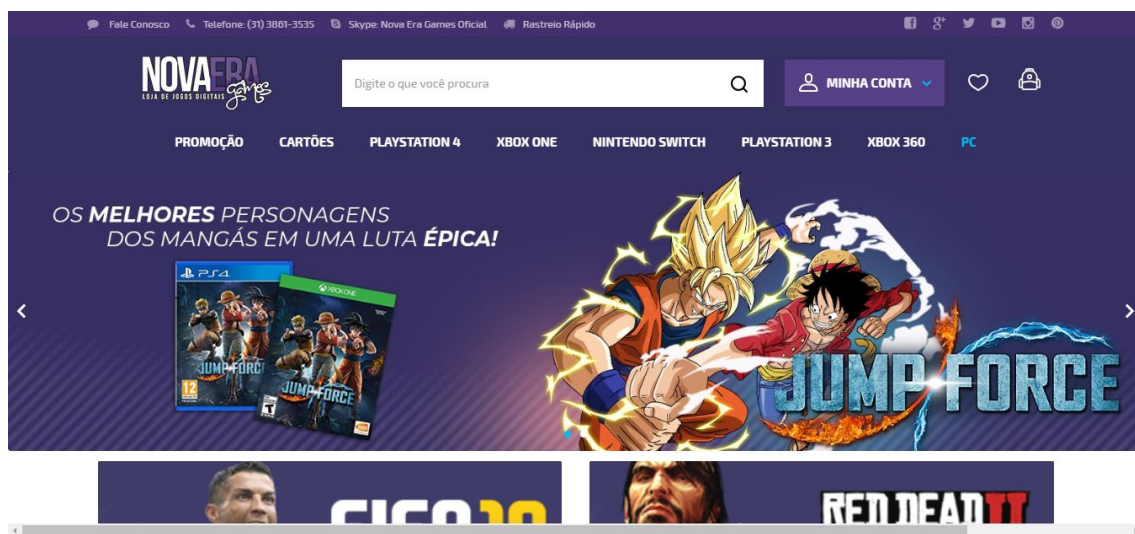 Fale Conosco Telefone: (31) 3861-3535 Skype: Nova Era Games Oficial Rastreio Rápido
NOVAERA
games
LOJA DE JOGOS DIGITAIS
Digite o que você procura
MINHA CONTA
PROMOÇÃO CARTÕES PLAYSTATION 4 XBOX ONE NINTENDO SWITCH PLAYSTATION 3 XBOX 360 PC
OS MELHORES PERSONAGENS
DOS MANGÁS EM UMA LUTA ÉPICA!
PS4
XBOX ONE
JUMP FORCE
12
JUMP FORCE
T
JUMP FORCE
FIFA 19
RED DEAD II